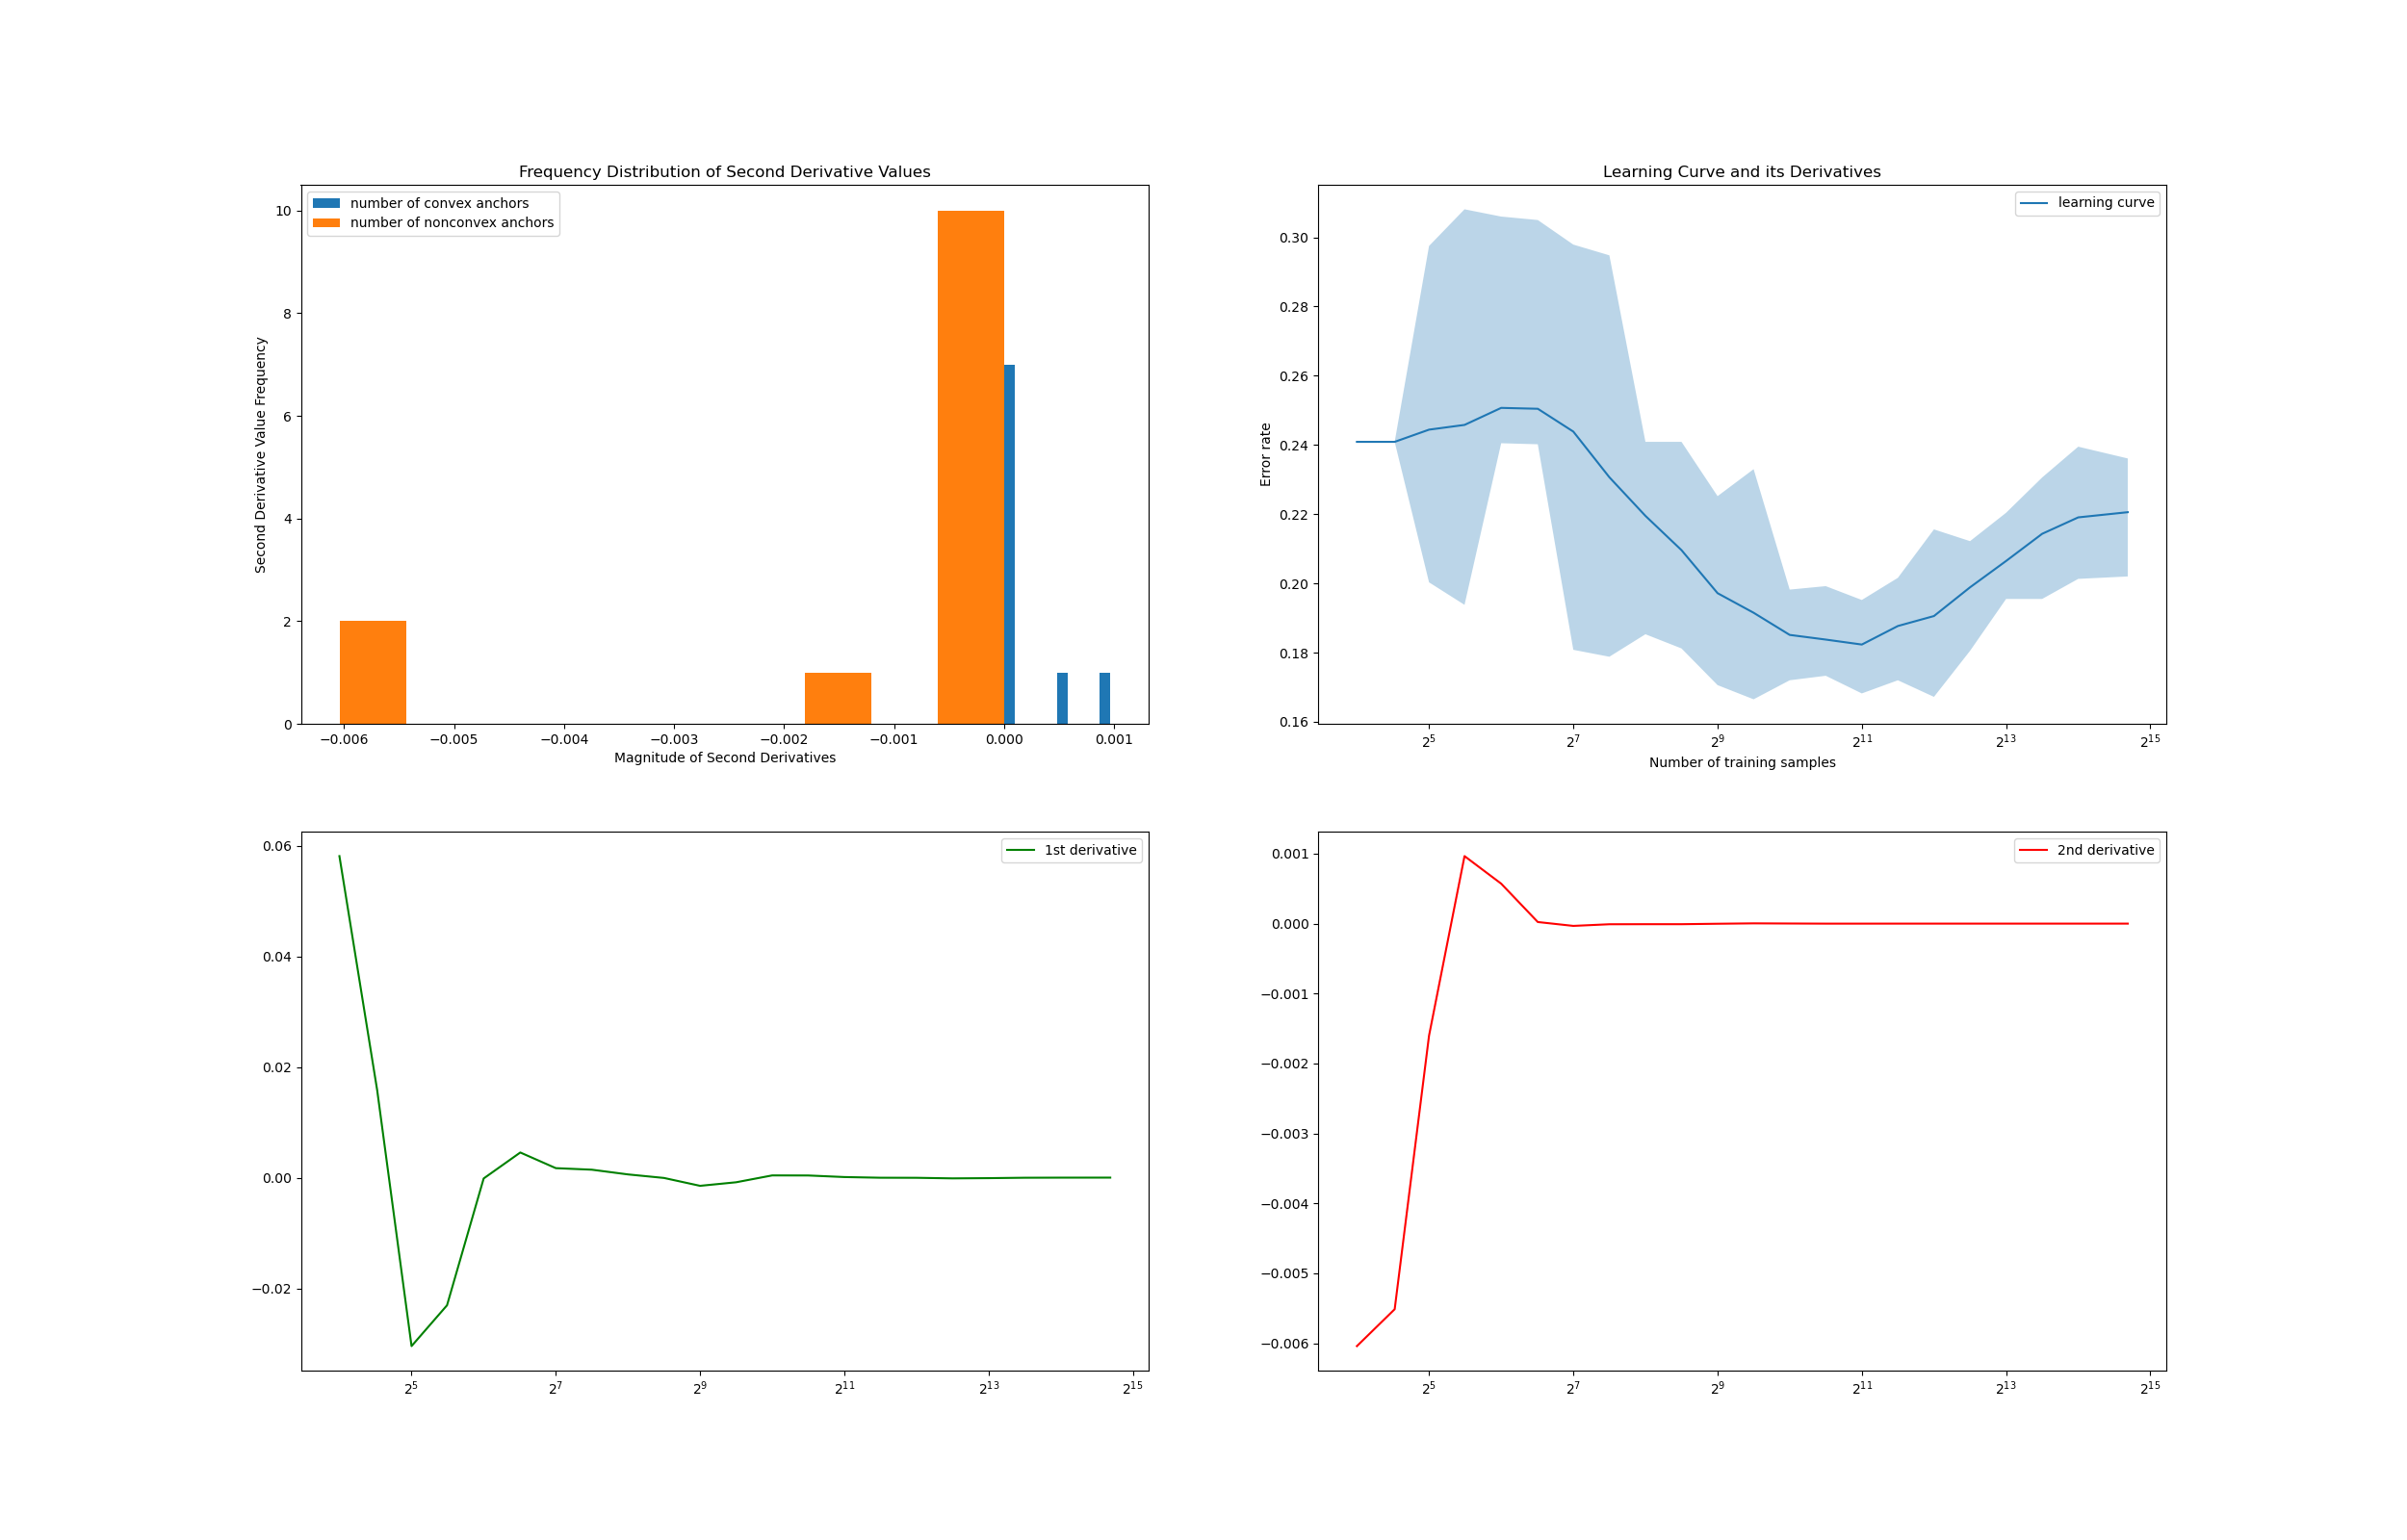 Frequency Distribution of Second Derivative Values
number of convex anchors
number of nonconvex anchors
10
8
6
4
2
0
Second Derivative Value Frequency
−0.006 −0.005 −0.004 −0.003 −0.002 −0.001 0.000 0.001
Magnitude of Second Derivatives
Learning Curve and its Derivatives
learning curve
0.30
0.28
0.26
0.24
0.22
0.20
0.18
0.16
Error rate
2^5 2^7 2^9 2^11 2^13 2^15
Number of training samples
1st derivative
0.06
0.04
0.02
0.00
−0.02
2^5 2^7 2^9 2^11 2^13 2^15
2nd derivative
0.001
0.000
−0.001
−0.002
−0.003
−0.004
−0.005
−0.006
2^5 2^7 2^9 2^11 2^13 2^15